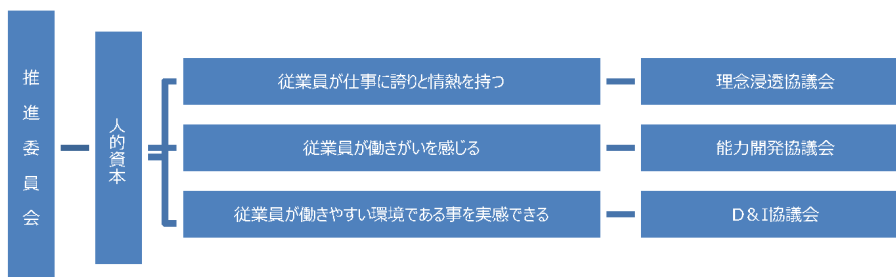 推進委員会
人的資本
従業員が仕事に誇りと情熱を持つ
理念浸透協議会
従業員が働きがいを感じる
能力開発協議会
従業員が働きやすい環境である事を実感できる
D&I協議会